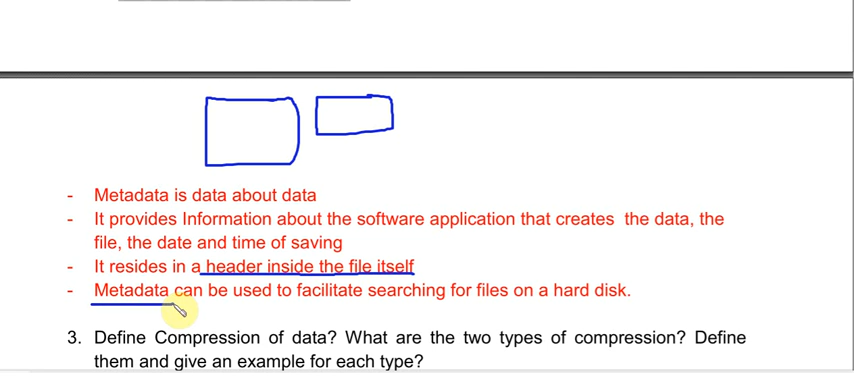 - Metadata is data about data
- It provides Information about the software application that creates the data, the
file, the date and time of saving
- It resides in a header inside the file itself
- Metadata can be used to facilitate searching for files on a hard disk.
3. Define Compression of data? What are the two types of compression? Define
them and give an example for each type?